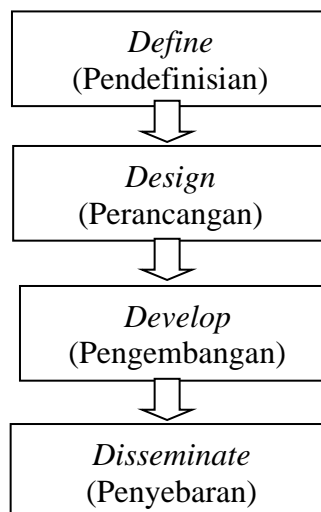 Define
(Pendefinisian)
Design
(Perancangan)
Develop
(Pengembangan)
Disseminate
(Penyebaran)